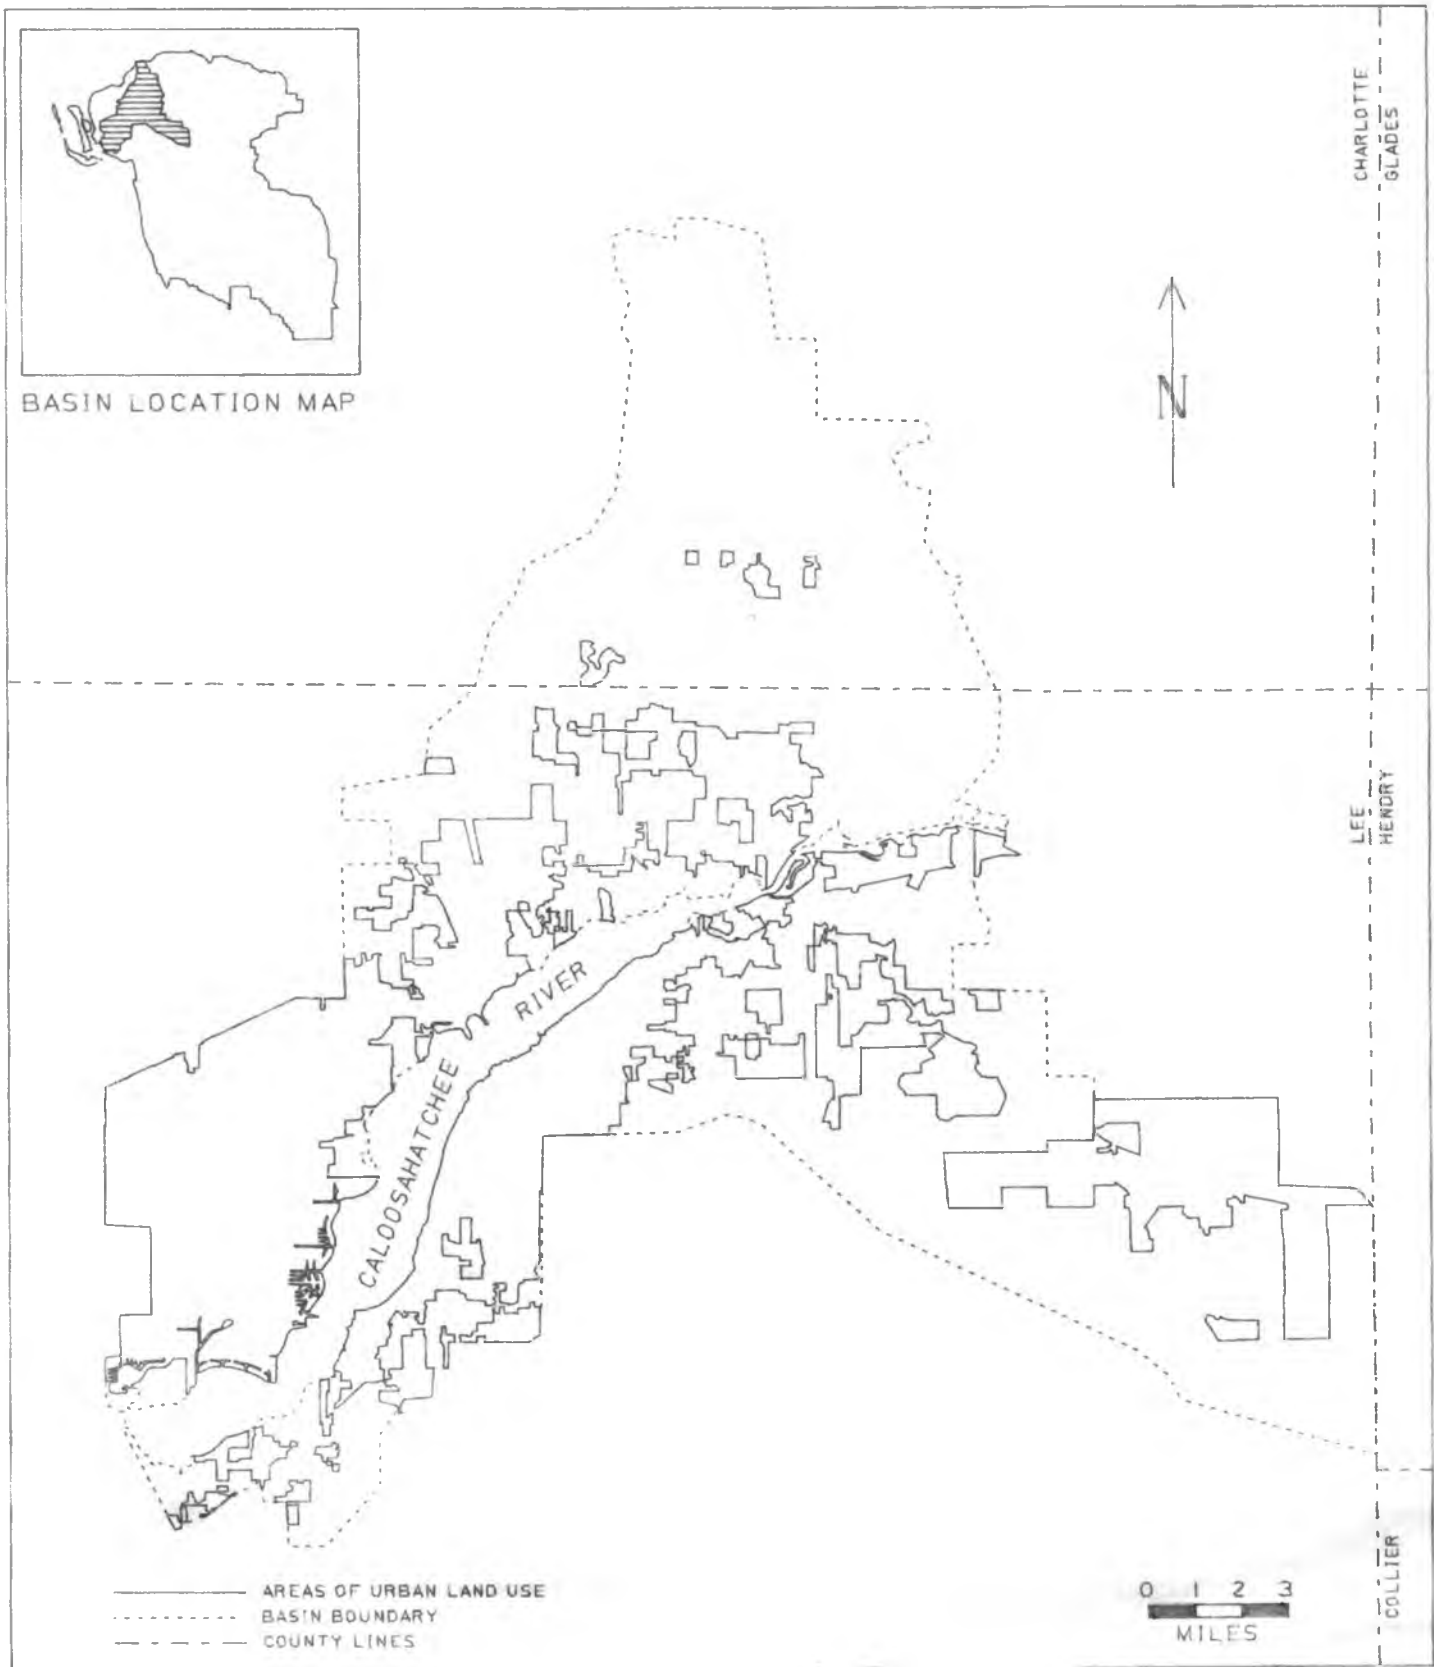 BASIN LOCATION MAP
CHARLOTTE
GLADES
N
LEE
HENDRY
CALOOSAHATCHEE RIVER
COLLIER
AREAS OF URBAN LAND USE
BASIN BOUNDARY
COUNTY LINES
0 1 2 3
MILES